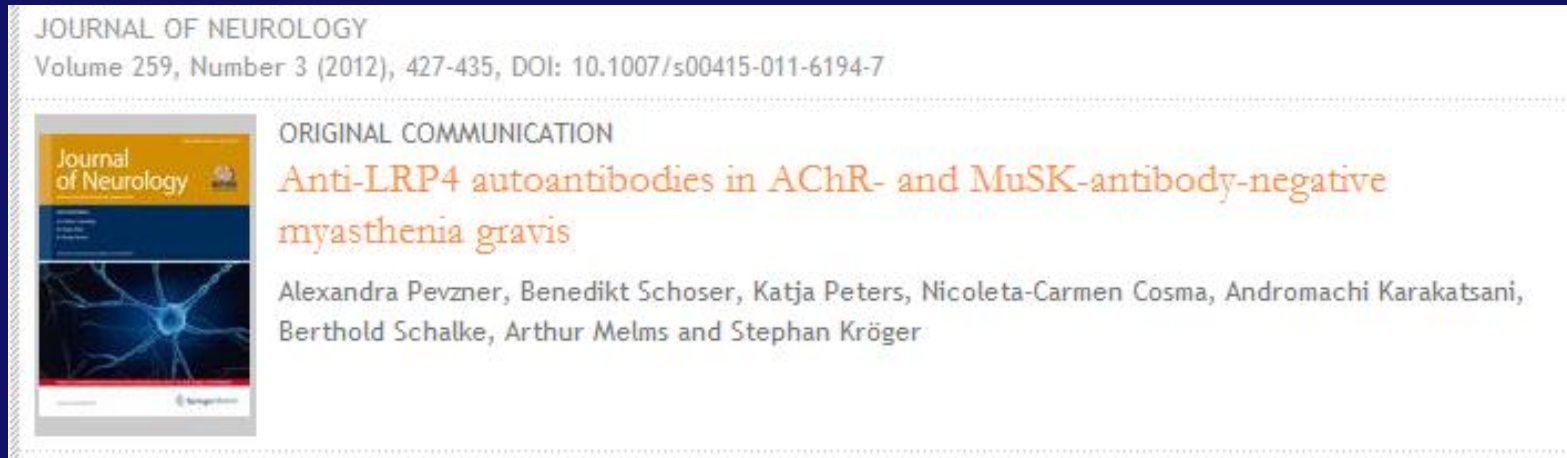 JOURNAL OF NEUROLOGY
Volume 259, Number 3 (2012), 427-435, DOI: 10.1007/s00415-011-6194-7
Journal
of Neurology
ORIGINAL COMMUNICATION
Anti-LRP4 autoantibodies in AChR- and MuSK-antibody-negative
myasthenia gravis
Alexandra Pevzner, Benedikt Schoser, Katja Peters, Nicoleta-Carmen Cosma, Andromachi Karakatsani,
Berthold Schalke, Arthur Melms and Stephan Kröger